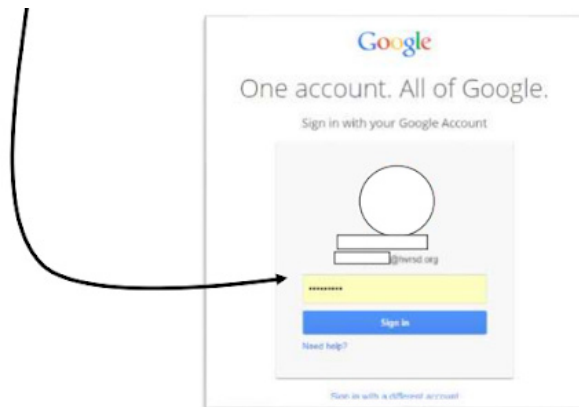 Google
One account. All of Google.
Sign in with your Google Account
@hwrsd.org
•••••••••
Sign in
Need help?
Sign in with a different account